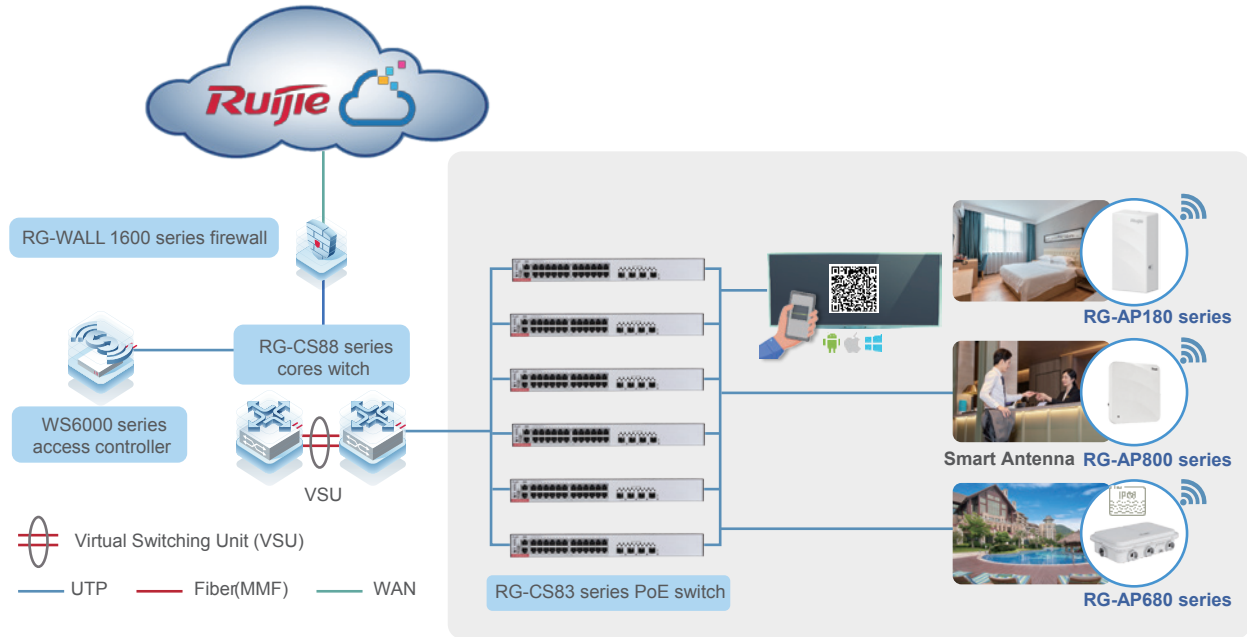 Ruijie
RG-WALL 1600 series firewall
RG-CS88 series
cores witch
WS6000 series
access controller
VSU
Virtual Switching Unit (VSU)
UTP
Fiber(MMF)
WAN
RG-CS83 series PoE switch
RG-AP180 series
Smart Antenna
RG-AP800 series
IP68
RG-AP680 series